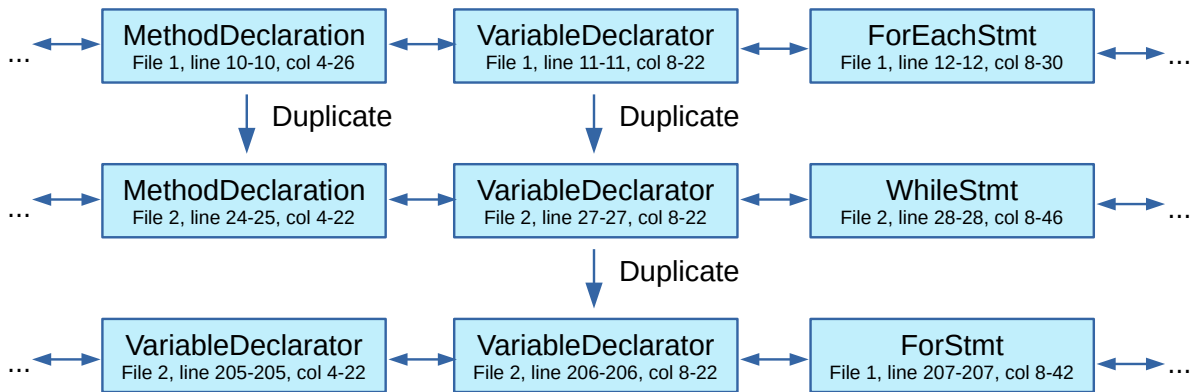 MethodDeclaration VariableDeclarator ForEachStmt
... File 1, line 10-10, col 4-26 File 1, line 11-11, col 8-22 File 1, line 12-12, col 8-30 ...
Duplicate Duplicate
MethodDeclaration VariableDeclarator WhileStmt
... File 2, line 24-25, col 4-22 File 2, line 27-27, col 8-22 File 2, line 28-28, col 8-46 ...
Duplicate
VariableDeclarator VariableDeclarator ForStmt
... File 2, line 205-205, col 4-22 File 2, line 206-206, col 8-22 File 1, line 207-207, col 8-42 ...